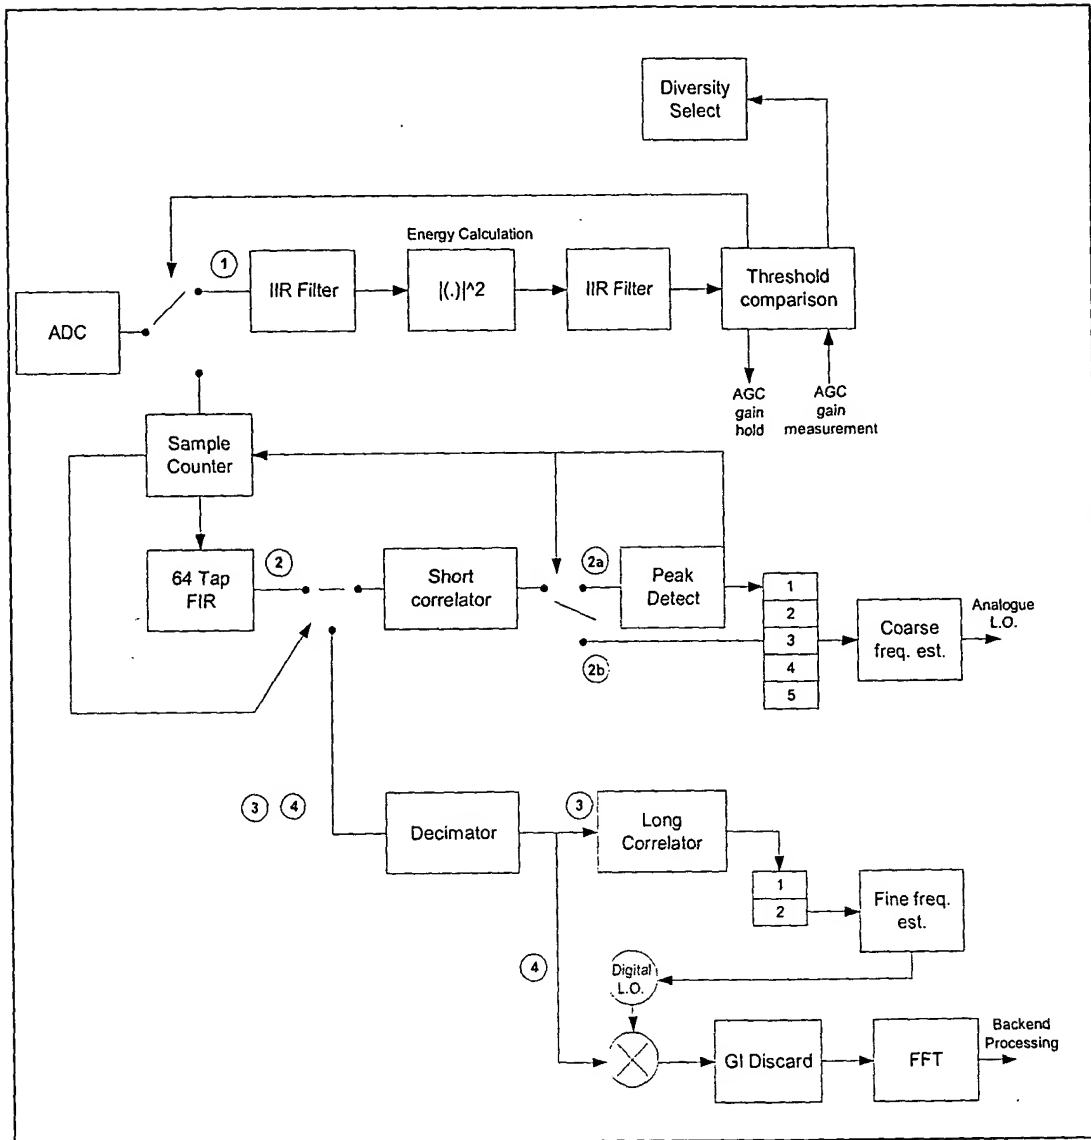 Diversity
Select
Energy Calculation
1
ADC
IIR Filter
|(.)|^2
IIR Filter
Threshold
comparison
AGC
gain
hold
AGC
gain
measurement
Sample
Counter
2
64 Tap
FIR
Short
correlator
2a
2b
Peak
Detect
1
2
3
4
5
Coarse
freq. est.
Analogue
L.O.
3 4
Decimator
3
Long
Correlator
1
2
Fine freq.
est.
4
Digital
L.O.
GI Discard
FFT
Backend
Processing